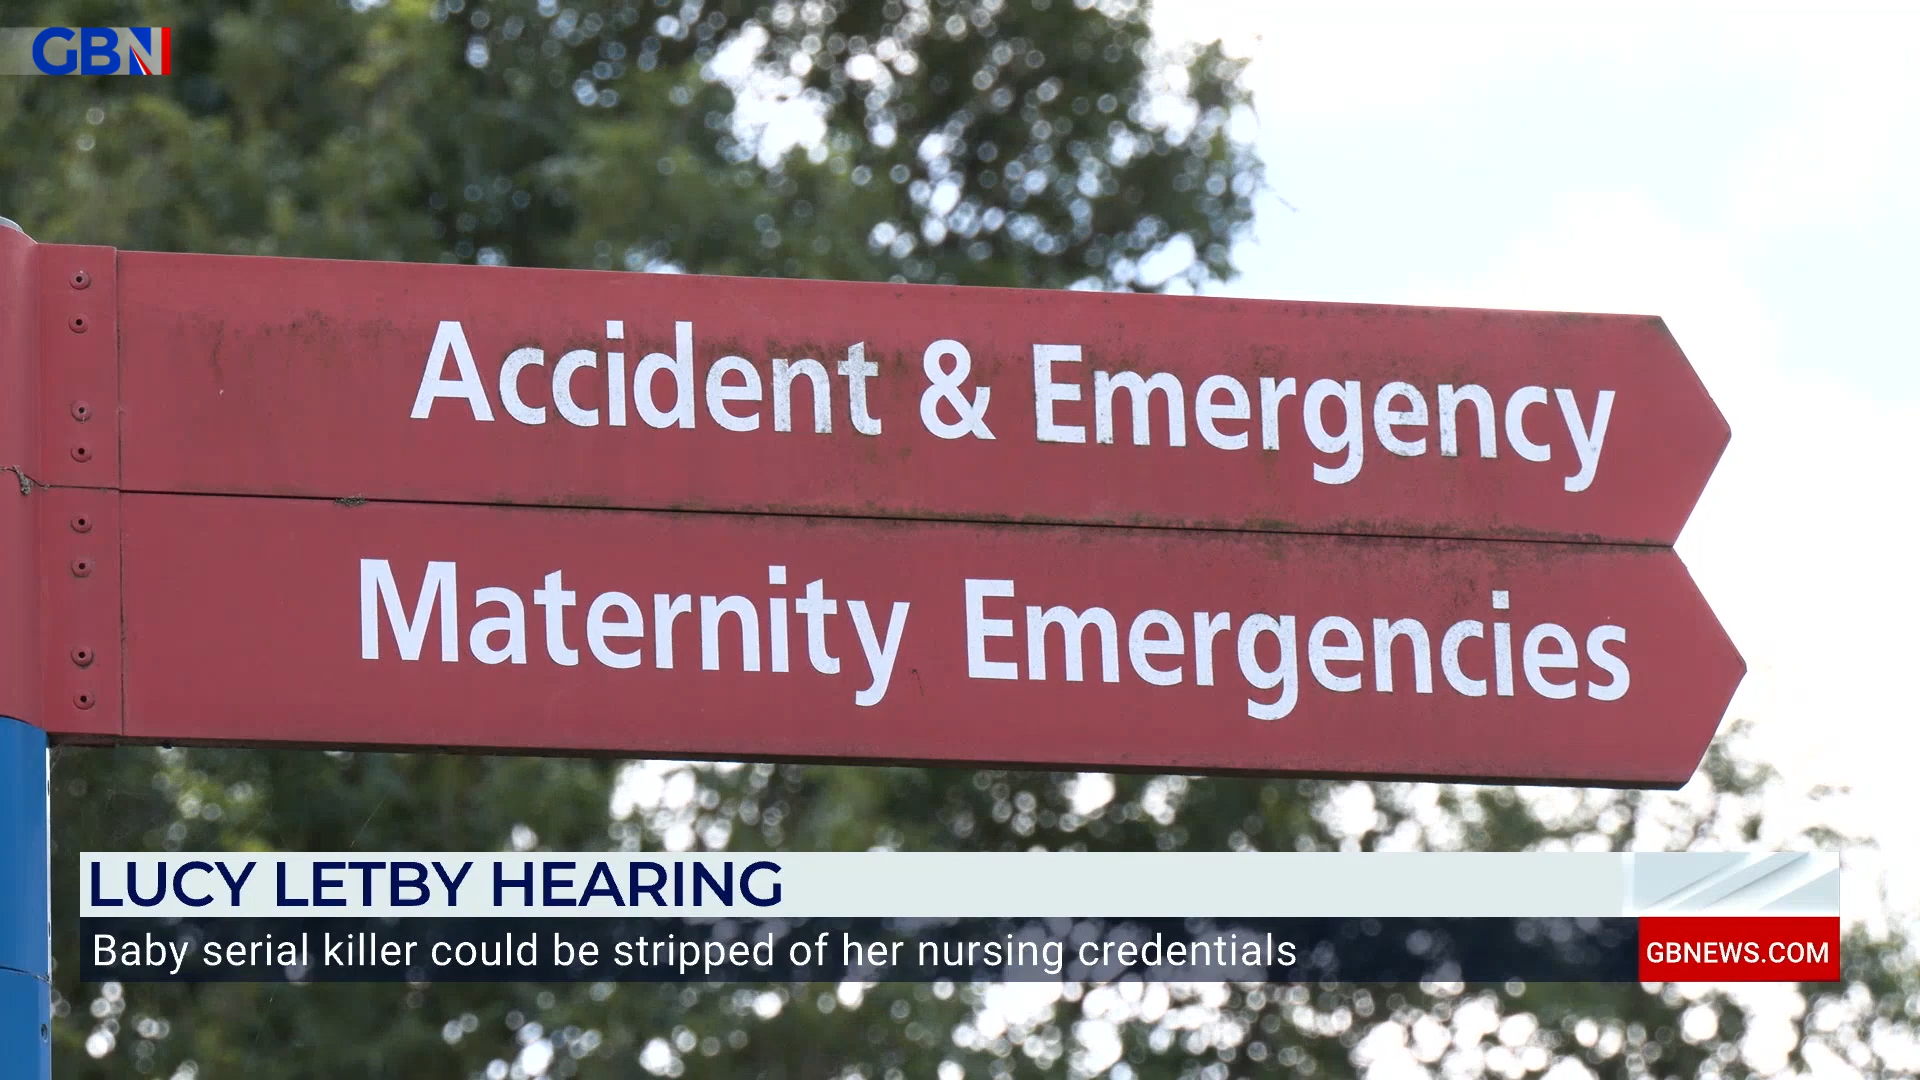 GBN
Accident & Emergency
Maternity Emergencies
LUCY LETBY HEARING
Baby serial killer could be stripped of her nursing credentials
GBNEWS.COM